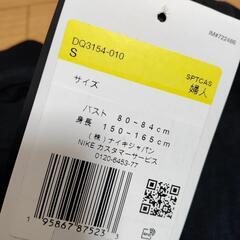 IM#722486
DQ3154-010
S
SPTCAS
サイズ
婦人
バスト 80-84cm
身長 150-165cm
(株)ナイキジャパン
NIKE カスタマーサービス
0120-6453-77
1 95867 87523